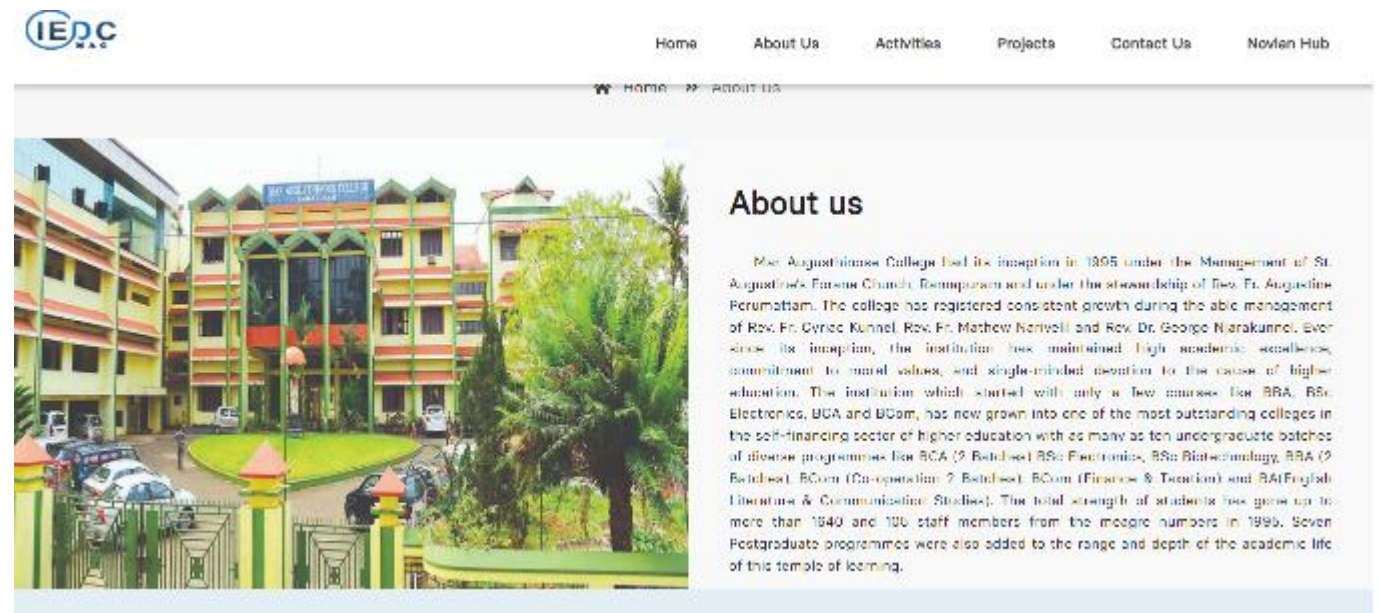 IEDC
MAC
Home About Us Activities Projects Contact Us Novian Hub
Home » About Us
About us
Mar Augusthinose College had its inception in 1995 under the Management of St.
Augustine's Forane Church, Ramapuram and under the stewardship of Rev. Fr. Augustine
Perumattam. The college has registered consistent growth during the able management
of Rev. Fr. Cyriac Kunnel, Rev. Fr. Mathew Narivelil and Rev. Dr. George Njarakunnel. Ever
since its inception, the institution has maintained high academic excellence,
commitment to moral values, and single-minded devotion to the cause of higher
education. The institution which started with only a few courses like BBA, BSc
Electronics, BCA and BCom, has now grown into one of the most outstanding colleges in
the self-financing sector of higher education with as many as ten undergraduate batches
of diverse programmes like BCA (2 Batches) BSc Electronics, BSc Biotechnology, BBA (2
Batches), BCom (Co-operation 2 Batches), BCom (Finance & Taxation) and BA(English
Literature & Communication Studies). The total strength of students has gone up to
more than 1640 and 105 staff members from the meagre numbers in 1995. Seven
Postgraduate programmes were also added to the range and depth of the academic life
of this temple of learning.